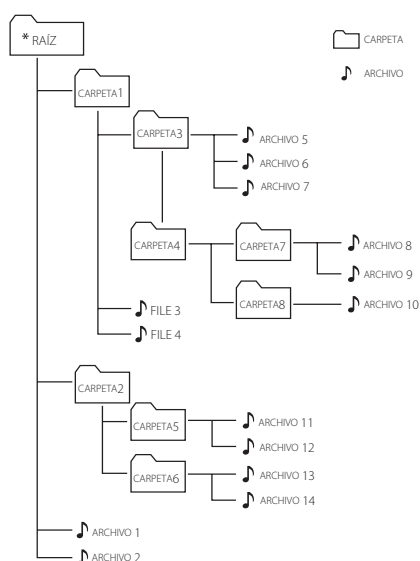 * RAÍZ
CARPETA
ARCHIVO
CARPETA1
CARPETA3
ARCHIVO 5
ARCHIVO 6
ARCHIVO 7
CARPETA4
CARPETA7
ARCHIVO 8
ARCHIVO 9
CARPETA8
ARCHIVO 10
FILE 3
FILE 4
CARPETA2
CARPETA5
ARCHIVO 11
ARCHIVO 12
CARPETA6
ARCHIVO 13
ARCHIVO 14
ARCHIVO 1
ARCHIVO 2